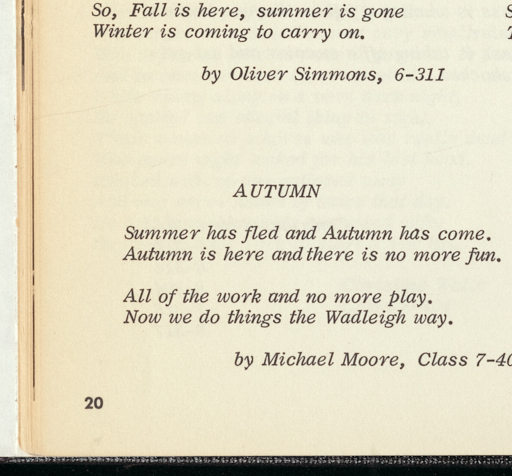 So, Fall is here, summer is gone
Winter is coming to carry on.
by Oliver Simmons, 6-311
AUTUMN
Summer has fled and Autumn has come.
Autumn is here and there is no more fun.
All of the work and no more play.
Now we do things the Wadleigh way.
by Michael Moore, Class 7-40
20